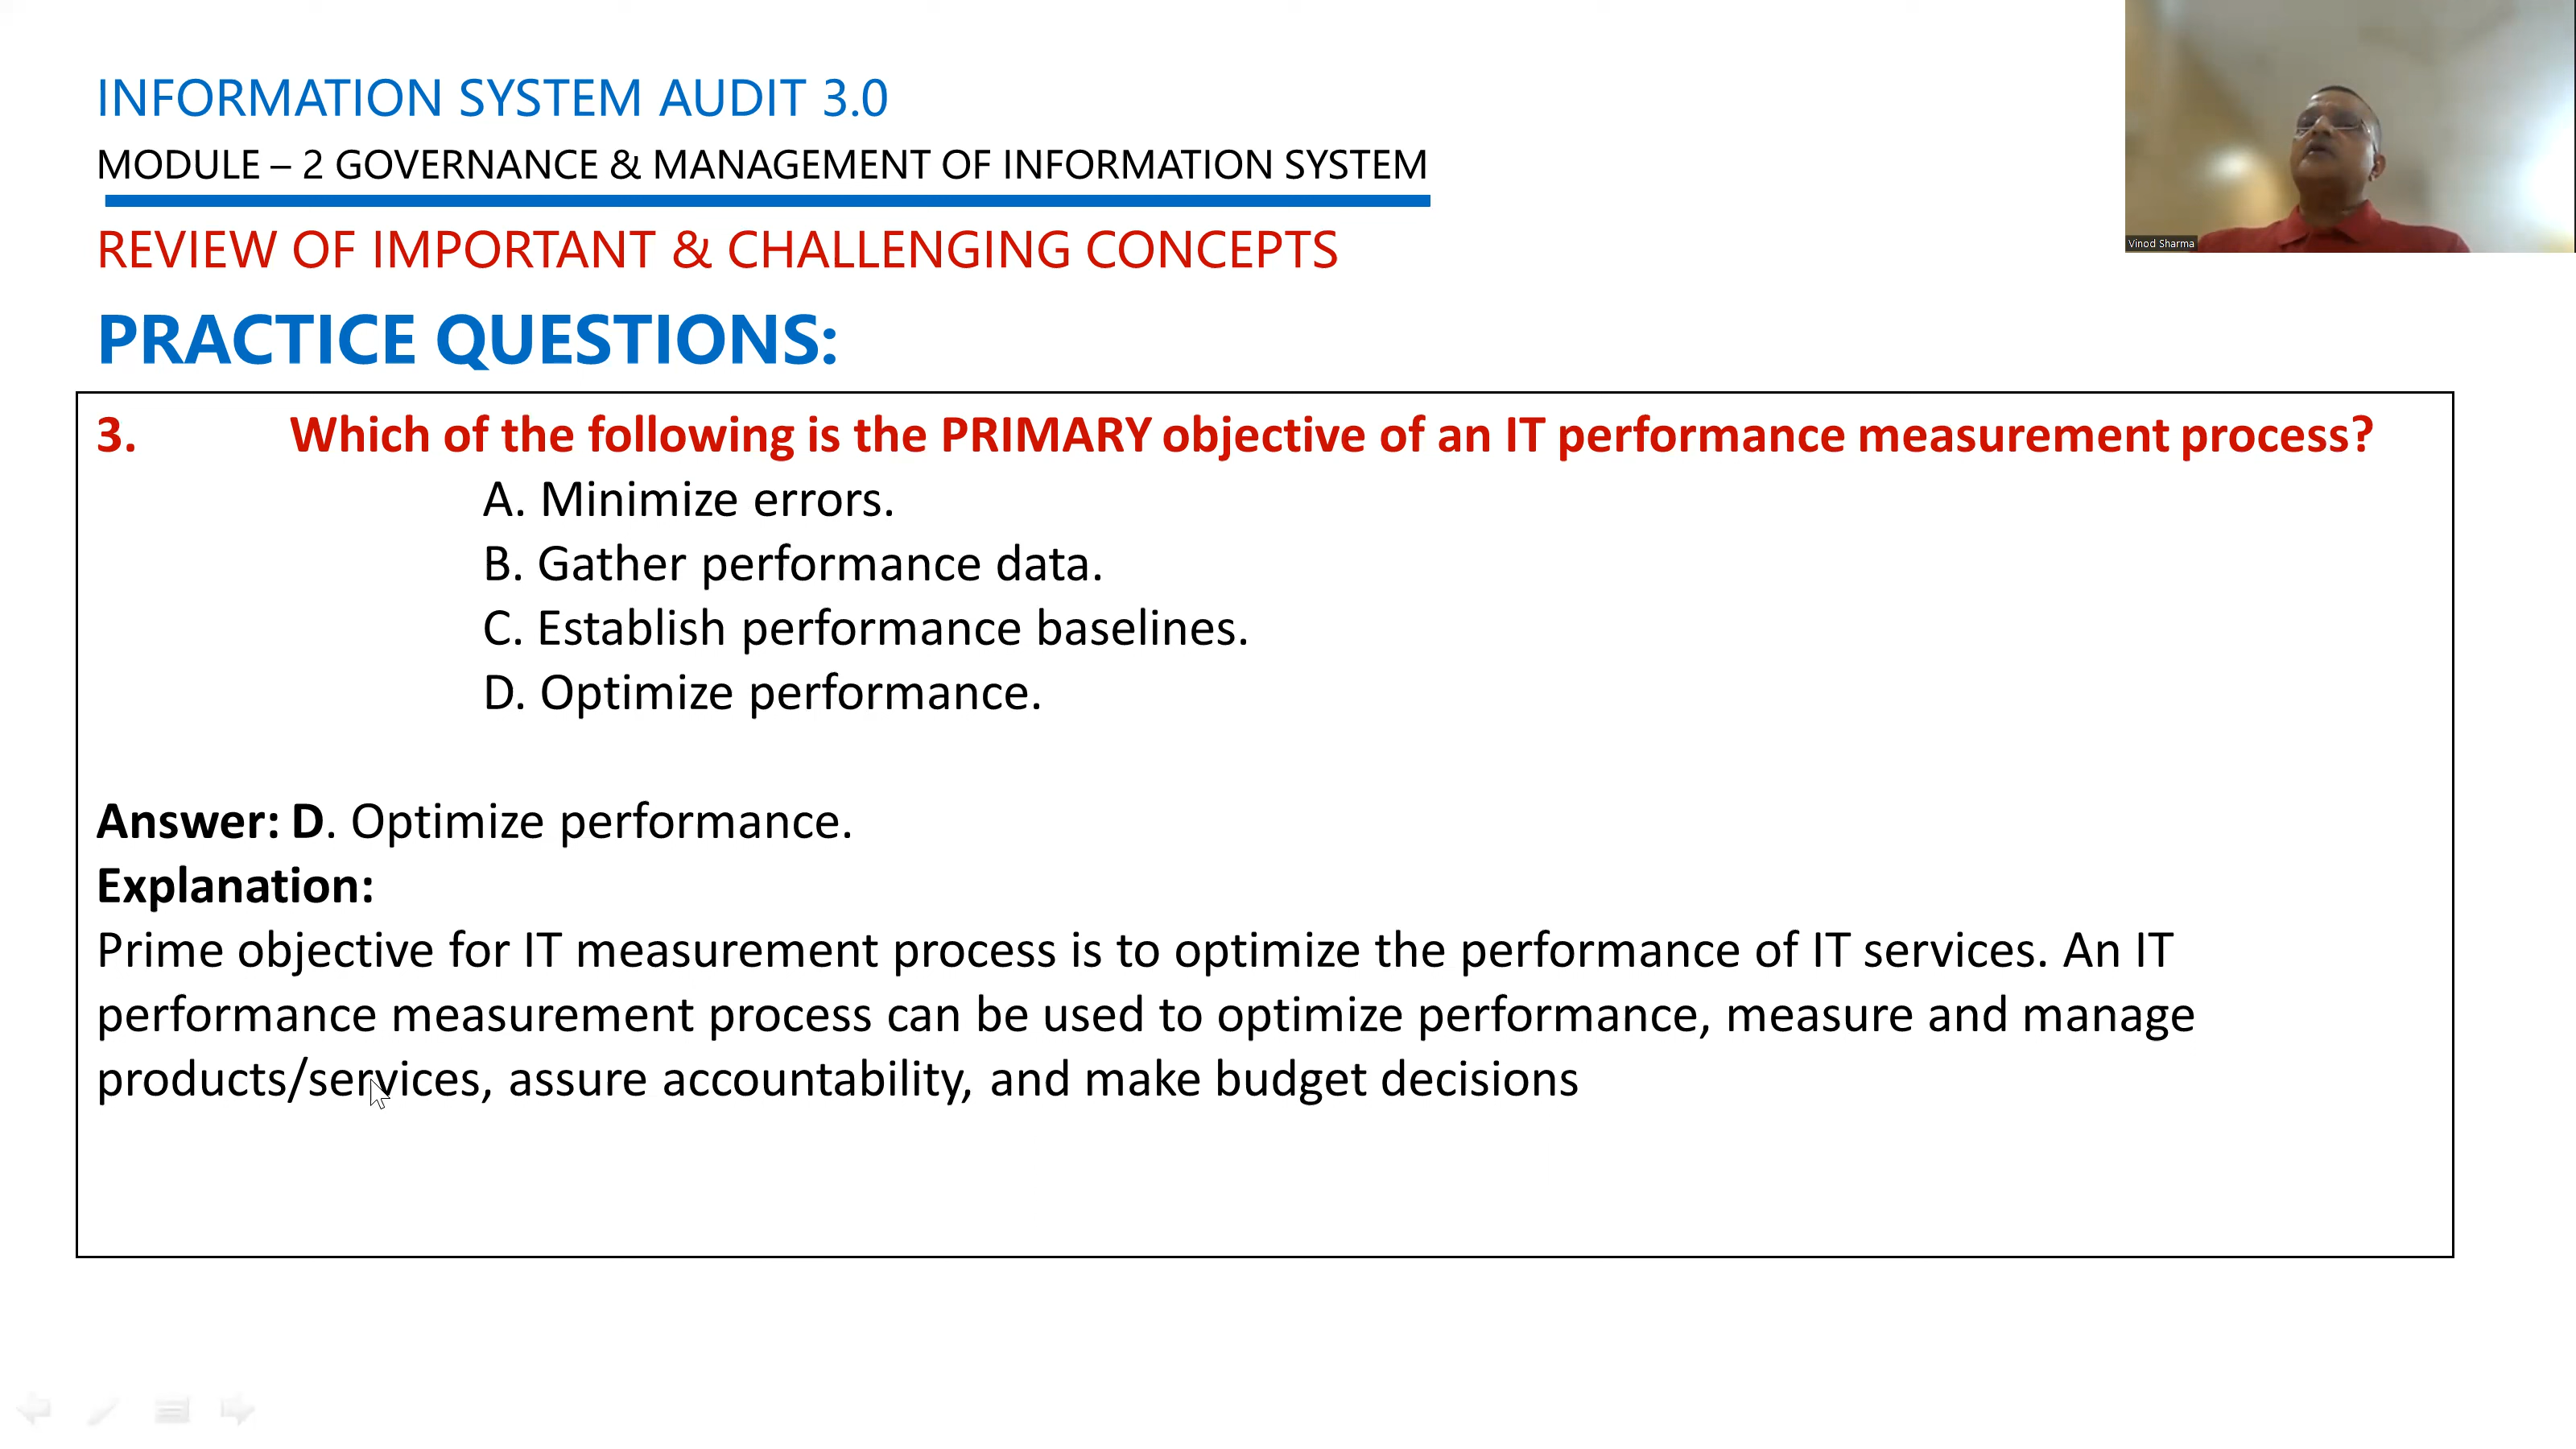 INFORMATION SYSTEM AUDIT 3.0
MODULE – 2 GOVERNANCE & MANAGEMENT OF INFORMATION SYSTEM
REVIEW OF IMPORTANT & CHALLENGING CONCEPTS
Vinod Sharma
PRACTICE QUESTIONS:
3. Which of the following is the PRIMARY objective of an IT performance measurement process?
A. Minimize errors.
B. Gather performance data.
C. Establish performance baselines.
D. Optimize performance.
Answer: D. Optimize performance.
Explanation:
Prime objective for IT measurement process is to optimize the performance of IT services. An IT
performance measurement process can be used to optimize performance, measure and manage
products/services, assure accountability, and make budget decisions